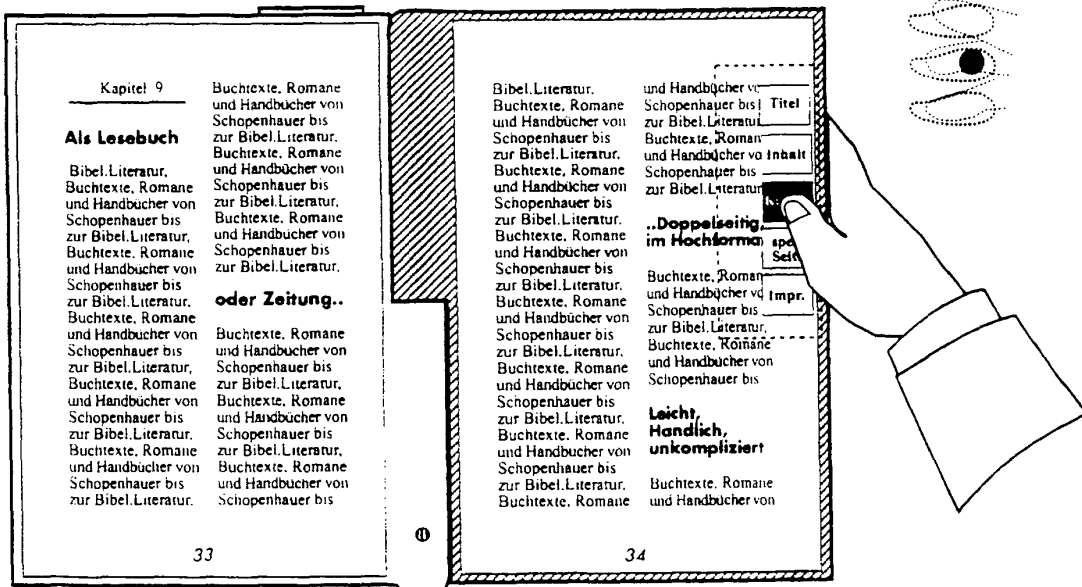 Kapitel 9
Als Lesebuch
Bibel.Literatur,
Buchtexte, Romane
und Handbücher von
Schopenhauer bis
zur Bibel.Literatur,
Buchtexte, Romane
und Handbücher von
Schopenhauer bis
zur Bibel.Literatur,
Buchtexte, Romane
und Handbücher von
Schopenhauer bis
zur Bibel.Literatur,
Buchtexte, Romane
und Handbücher von
Schopenhauer bis
zur Bibel.Literatur,
Buchtexte, Romane
und Handbücher von
Schopenhauer bis
zur Bibel.Literatur.
Buchtexte, Romane
und Handbücher von
Schopenhauer bis
zur Bibel.Literatur,
Buchtexte, Romane
und Handbücher von
Schopenhauer bis
zur Bibel.Literatur,
Buchtexte, Romane
und Handbücher von
Schopenhauer bis
zur Bibel.Literatur.
oder Zeitung..
Buchtexte, Romane
und Handbücher von
Schopenhauer bis
zur Bibel.Literatur,
Buchtexte, Romane
und Handbücher von
Schopenhauer bis
zur Bibel.Literatur,
Buchtexte, Romane
und Handbücher von
Schopenhauer bis
33
Bibel.Literatur,
Buchtexte, Romane
und Handbücher von
Schopenhauer bis
zur Bibel.Literatur,
Buchtexte, Romane
und Handbücher von
Schopenhauer bis
zur Bibel.Literatur,
Buchtexte, Romane
und Handbücher von
Schopenhauer bis
zur Bibel.Literatur,
Buchtexte, Romane
und Handbücher von
Schopenhauer bis
zur Bibel.Literatur,
Buchtexte, Romane
und Handbücher von
Schopenhauer bis
zur Bibel.Literatur,
Buchtexte, Romane
und Handbücher von
Schopenhauer bis
zur Bibel.Literatur,
Buchtexte, Romane
und Handbücher
Schopenhauer bis
zur Bibel.Literatur
Buchtexte, Roman
und Handbücher vo
Schopenhauer bis
zur Bibel.Literatur
..Doppelseitig,
im Hochforma
Buchtexte, Roman
und Handbücher vo
Schopenhauer bis
zur Bibel.Literatur,
Buchtexte, Romane
und Handbücher von
Schopenhauer bis
Leicht,
Handlich,
unkompliziert
Buchtexte, Romane
und Handbücher von
34
Titel
Inhalt
Impr.